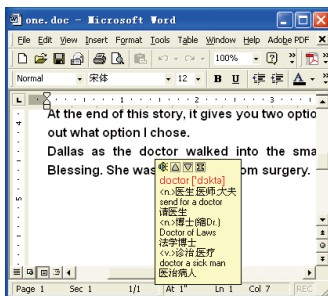 one.doc - Microsoft Word
File Edit View Insert Format Tools Table Window Help Adobe PDF ×
100%
Normal 宋体 12 B U A
1 2 3
At the end of this story, it gives you two optio
out what option I chose.
Dallas as the doctor walked into the sma
Blessing. She was om surgery.
doctor ['dɔktə]
<n.>医生,医师,大夫
send for a doctor
请医生
<n.>博士(缩Dr.)
Doctor of Laws
法学博士
<v.>诊治,医疗
doctor a sick man
医治病人
Page 1 Sec 1 1/1 At 1" Ln 1 Col 7 REC